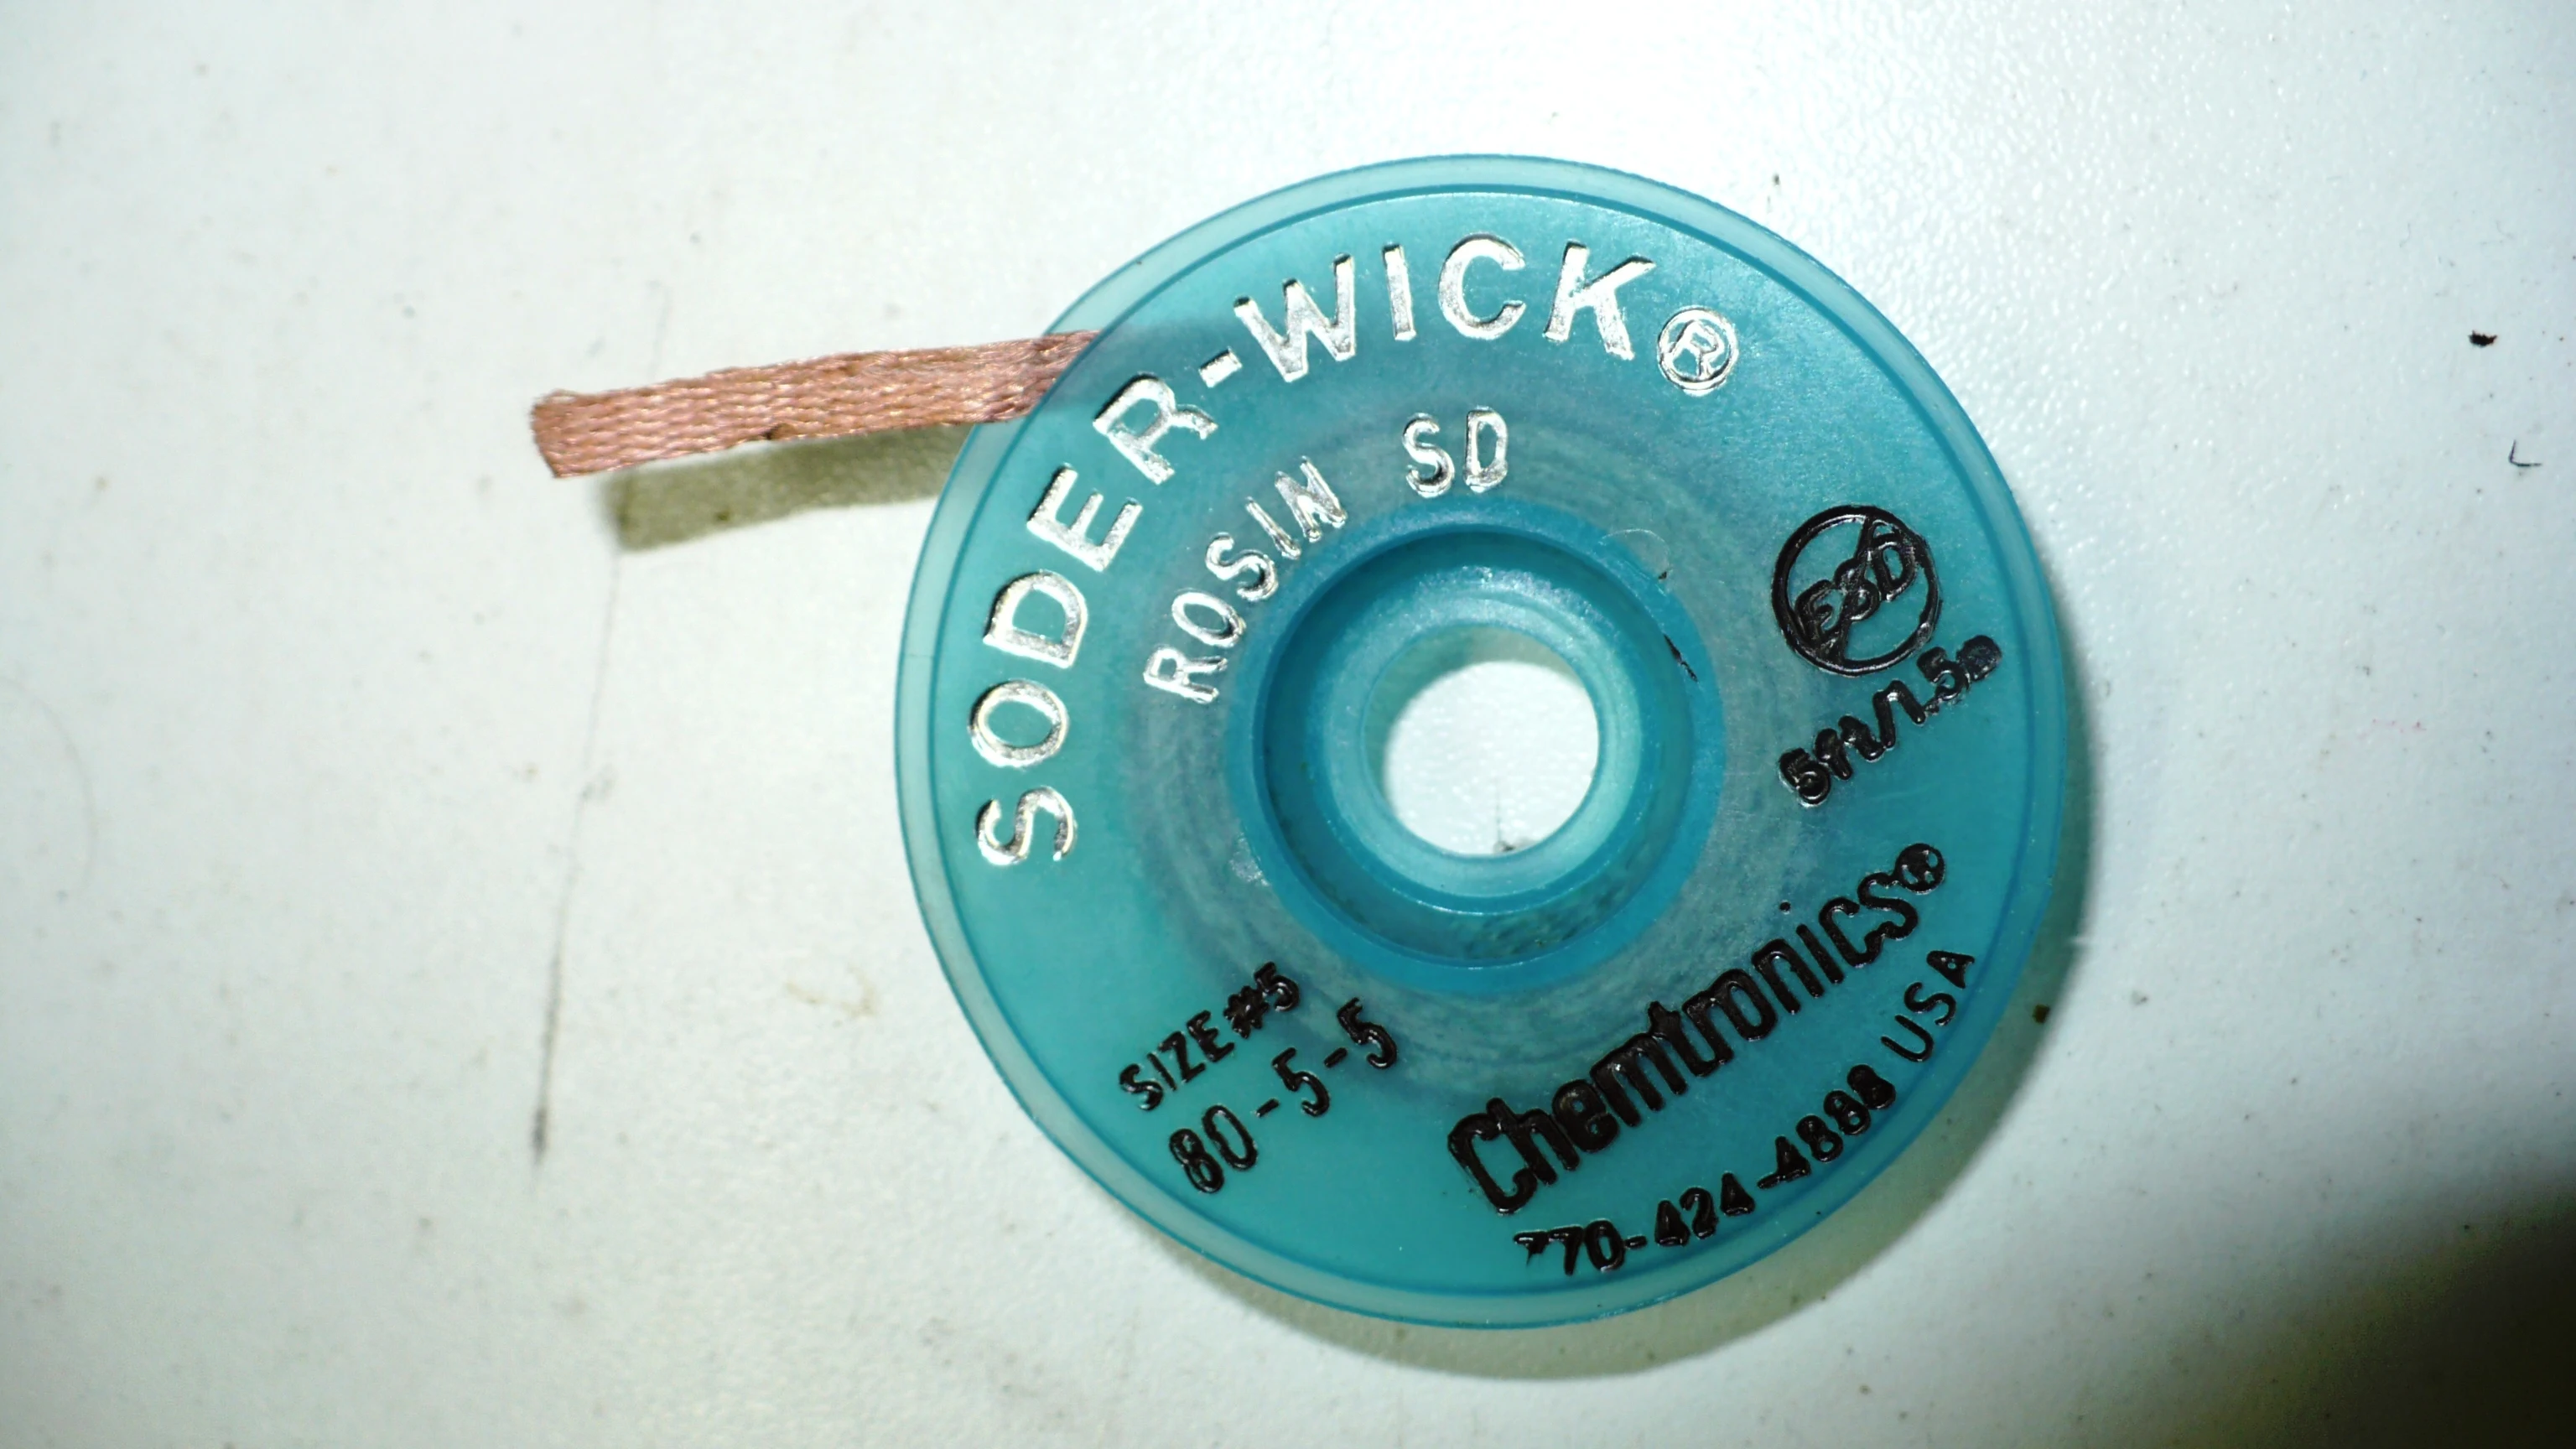 SODER-WICK®
ROSIN SD
ESD
5ft/1.5m
SIZE#5
80-5-5
Chemtronics®
770-424-4888 USA